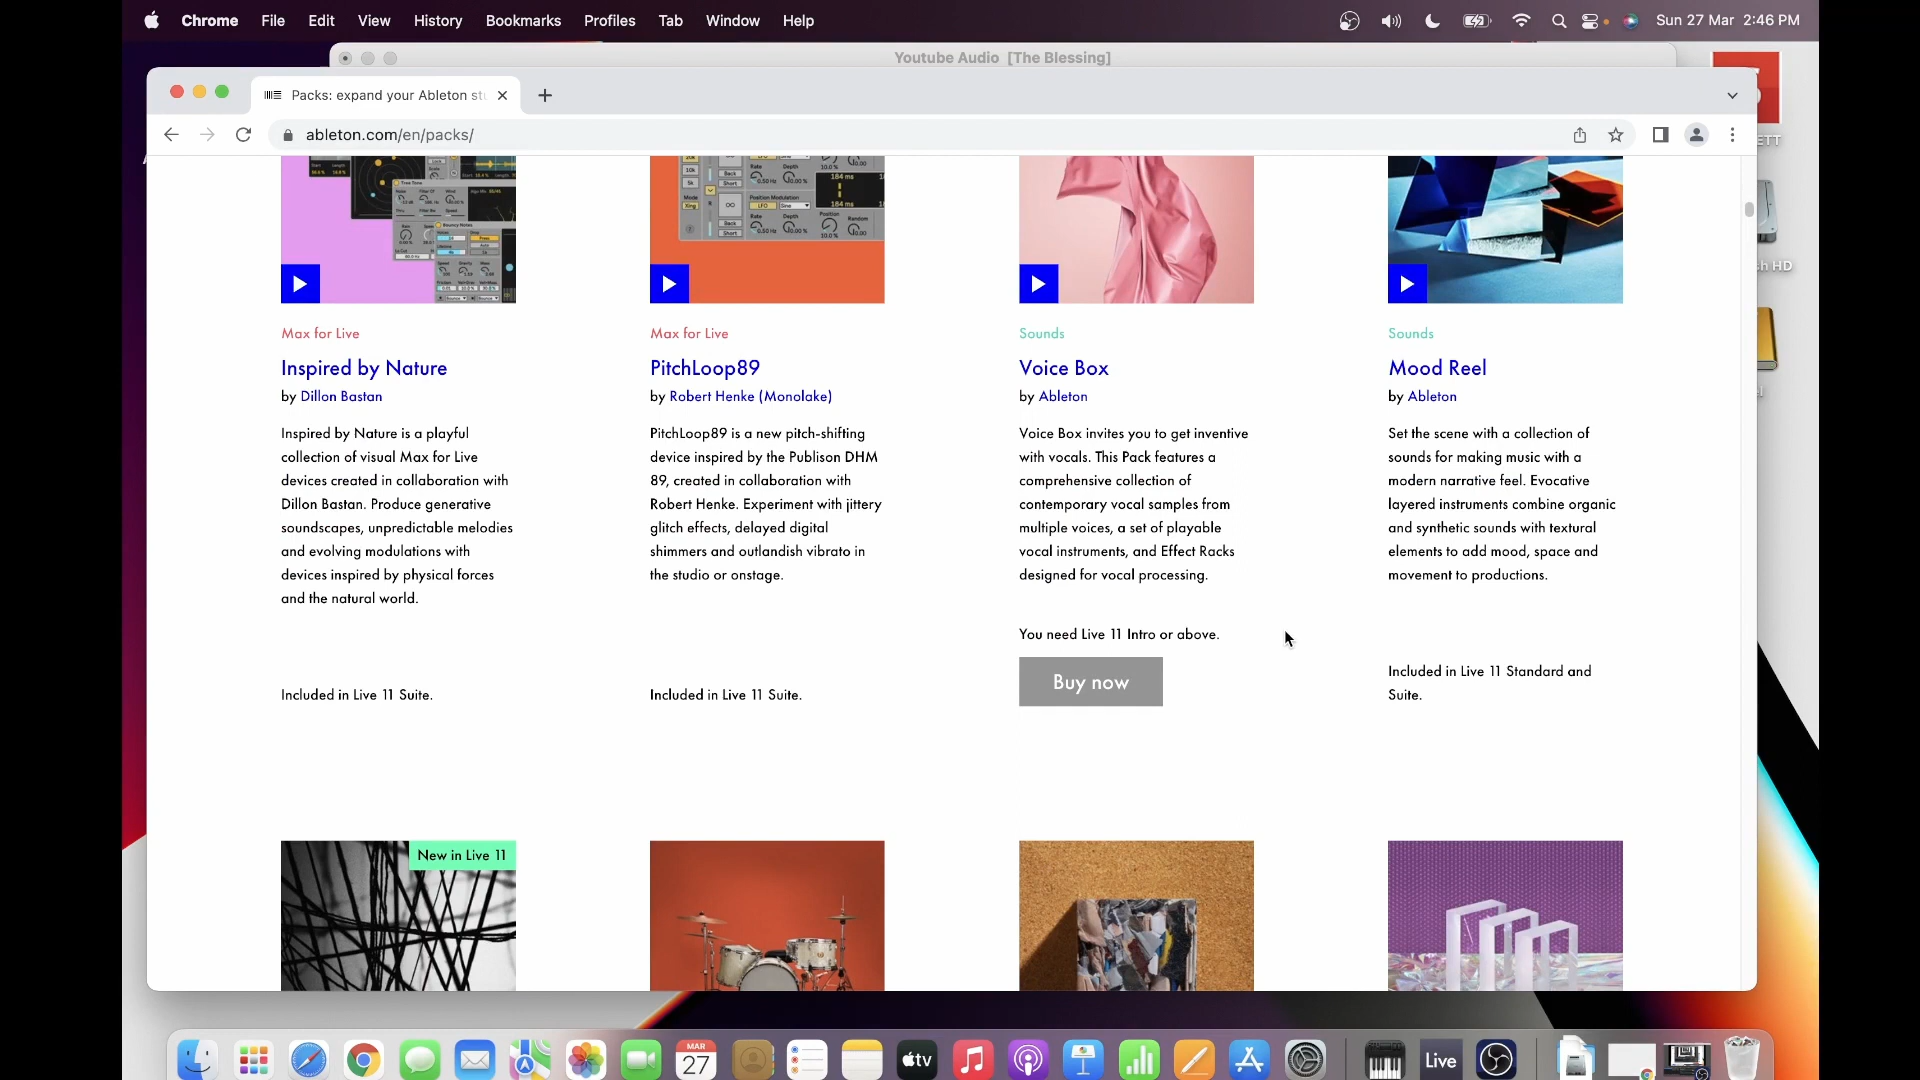 Chrome File Edit View History Bookmarks Profiles Tab Window Help Sun 27 Mar 2:46 PM
Youtube Audio [The Blessing]
Packs: expand your Ableton st
ableton.com/en/packs/
Max for Live
Inspired by Nature
by Dillon Bastan
Inspired by Nature is a playful
collection of visual Max for Live
devices created in collaboration with
Dillon Bastan. Produce generative
soundscapes, unpredictable melodies
and evolving modulations with
devices inspired by physical forces
and the natural world.
Included in Live 11 Suite.
Max for Live
PitchLoop89
by Robert Henke (Monolake)
PitchLoop89 is a new pitch-shifting
device inspired by the Publison DHM
89, created in collaboration with
Robert Henke. Experiment with jittery
glitch effects, delayed digital
shimmers and outlandish vibrato in
the studio or onstage.
Included in Live 11 Suite.
Sounds
Voice Box
by Ableton
Voice Box invites you to get inventive
with vocals. This Pack features a
comprehensive collection of
contemporary vocal samples from
multiple voices, a set of playable
vocal instruments, and Effect Racks
designed for vocal processing.
You need Live 11 Intro or above.
Buy now
Sounds
Mood Reel
by Ableton
Set the scene with a collection of
sounds for making music with a
modern narrative feel. Evocative
layered instruments combine organic
and synthetic sounds with textural
elements to add mood, space and
movement to productions.
Included in Live 11 Standard and
Suite.
New in Live 11
MAR
27
tv
Live